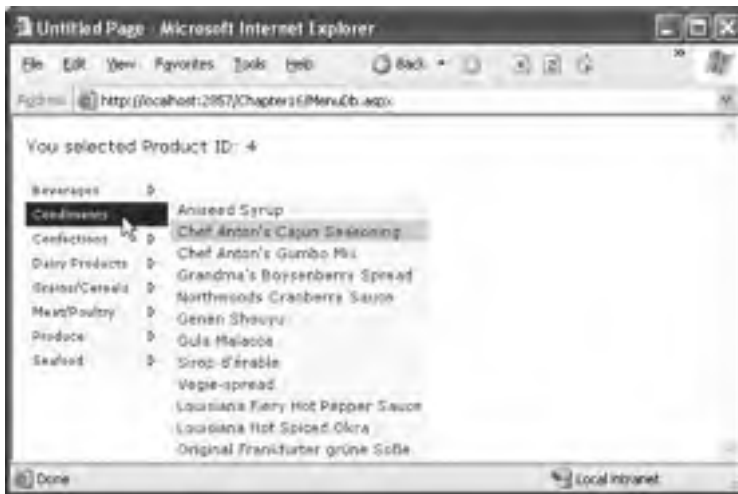 Untitled Page - Microsoft Internet Explorer
File Edit View Favorites Tools Help Back
Address http://localhost:2857/Chapter16/MenuDb.aspx
You selected Product ID: 4
Beverages
Condiments
Confections
Dairy Products
Grains/Cereals
Meat/Poultry
Produce
Seafood
Aniseed Syrup
Chef Anton's Cajun Seasoning
Chef Anton's Gumbo Mix
Grandma's Boysenberry Spread
Northwoods Cranberry Sauce
Genen Shouyu
Gula Malacca
Sirop d'érable
Vegie-spread
Louisiana Fiery Hot Pepper Sauce
Louisiana Hot Spiced Okra
Original Frankfurter grüne Soße
Done
Local intranet